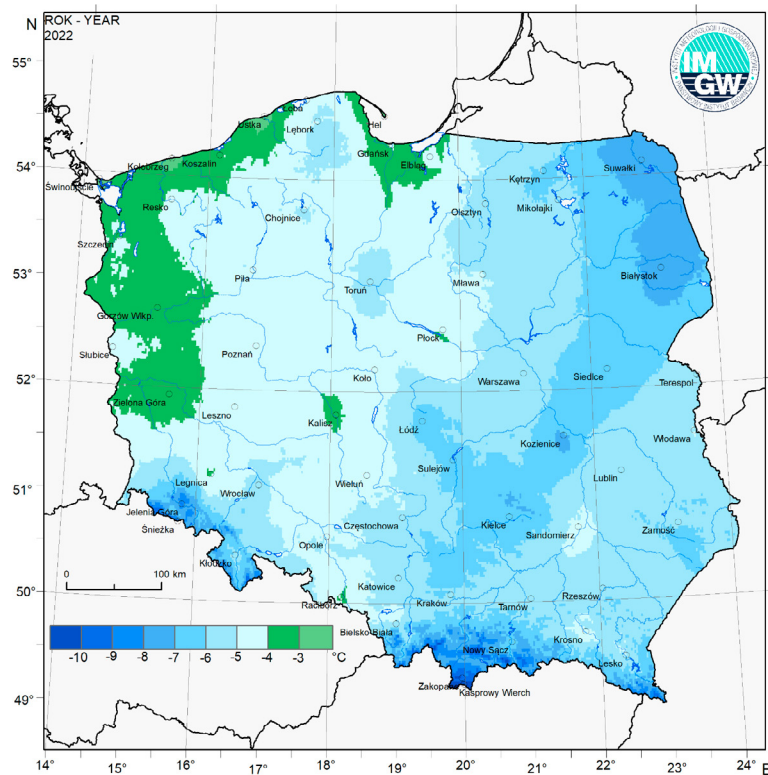 N
ROK - YEAR
2022
IM
GW
55°
Łeba
Ustka
Hel
Lębork
Gdańsk
Elbląg
Kołobrzeg
Koszalin
54°
Suwałki
Świnoujście
Kętrzyn
Resko
Mikołajki
Olsztyn
Chojnice
Szczecin
53°
Białystok
Piła
Toruń
Mława
Gorzów Wlkp.
Płock
Słubice
Poznań
52°
Koło
Warszawa
Siedlce
Terespol
Zielona Góra
Leszno
Kalisz
Łódź
Kozienice
Włodawa
Sulejów
51°
Legnica
Wrocław
Wieluń
Lublin
Jelenia Góra
Śnieżka
Częstochowa
Kielce
Sandomierz
Zamość
Opole
Kłodzko
0 100 km
50°
Katowice
Racibórz
Kraków
Tarnów
Rzeszów
Bielsko Biała
Krosno
Nowy Sącz
Lesko
-10 -9 -8 -7 -6 -5 -4 -3 °C
Zakopane
Kasprowy Wierch
49°
14° 15° 16° 17° 18° 19° 20° 21° 22° 23° 24° E